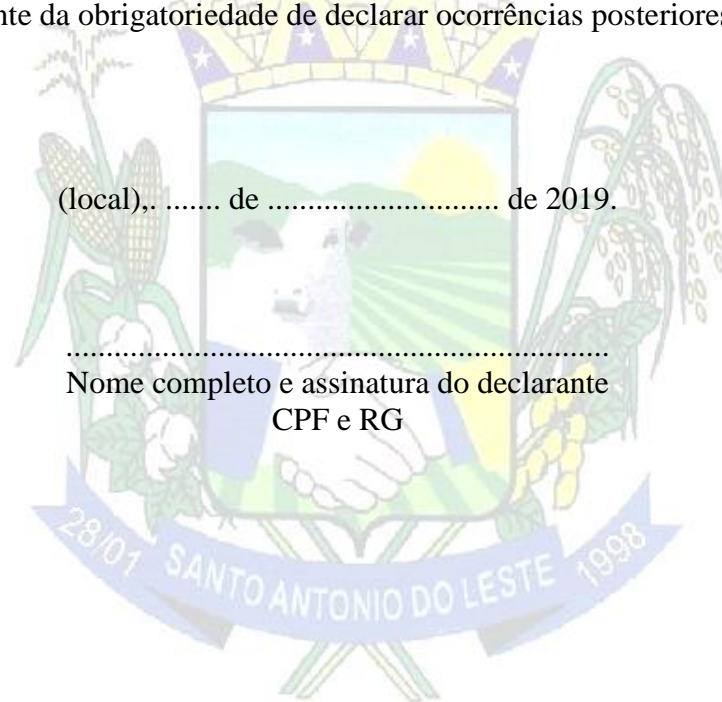 nte da obrigatoriedade de declarar ocorrências posteriores
(local),. ....... de ............................ de 2019.
..................................................................
Nome completo e assinatura do declarante
CPF e RG
28/01 SANTO ANTONIO DO LESTE 1998